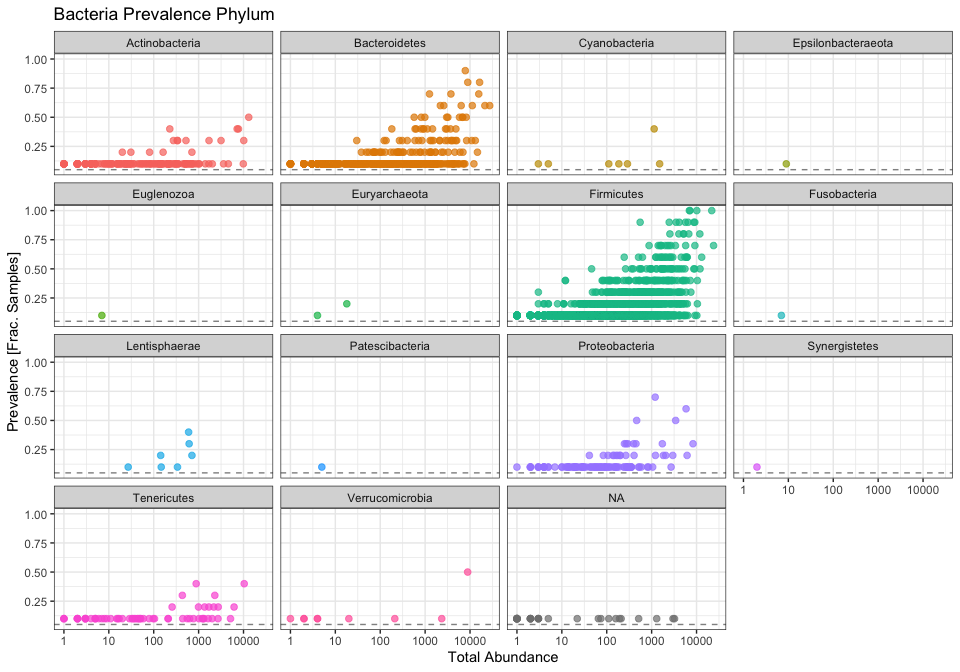 Bacteria Prevalence Phylum
Actinobacteria Bacteroidetes Cyanobacteria Epsilonbacteraeota
1.00
0.75
0.50
0.25
Euglenozoa Euryarchaeota Firmicutes Fusobacteria
1.00
0.75
0.50
0.25
Prevalence [Frac. Samples]
Lentisphaerae Patescibacteria Proteobacteria Synergistetes
1.00
0.75
0.50
0.25
1 10 100 1000 10000
Tenericutes Verrucomicrobia NA
1.00
0.75
0.50
0.25
1 10 100 1000 10000 1 10 100 1000 10000 1 10 100 1000 10000
Total Abundance